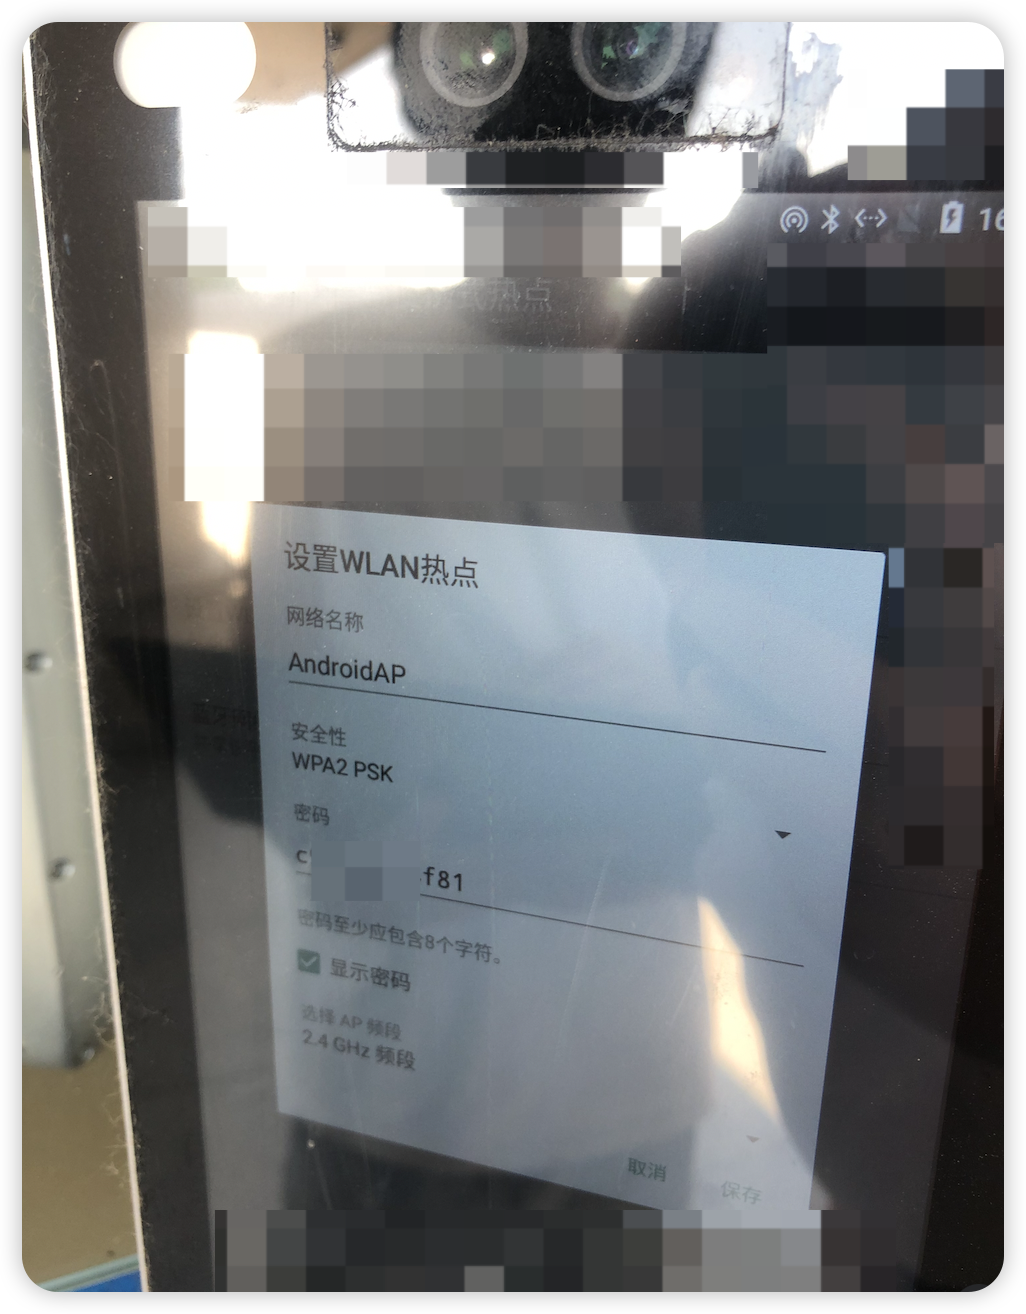 16
热点
设置WLAN热点
网络名称
AndroidAP
安全性
WPA2 PSK
密码
f81
密码至少应包含8个字符。
显示密码
选择 AP 频段
2.4 GHz 频段
取消
保存